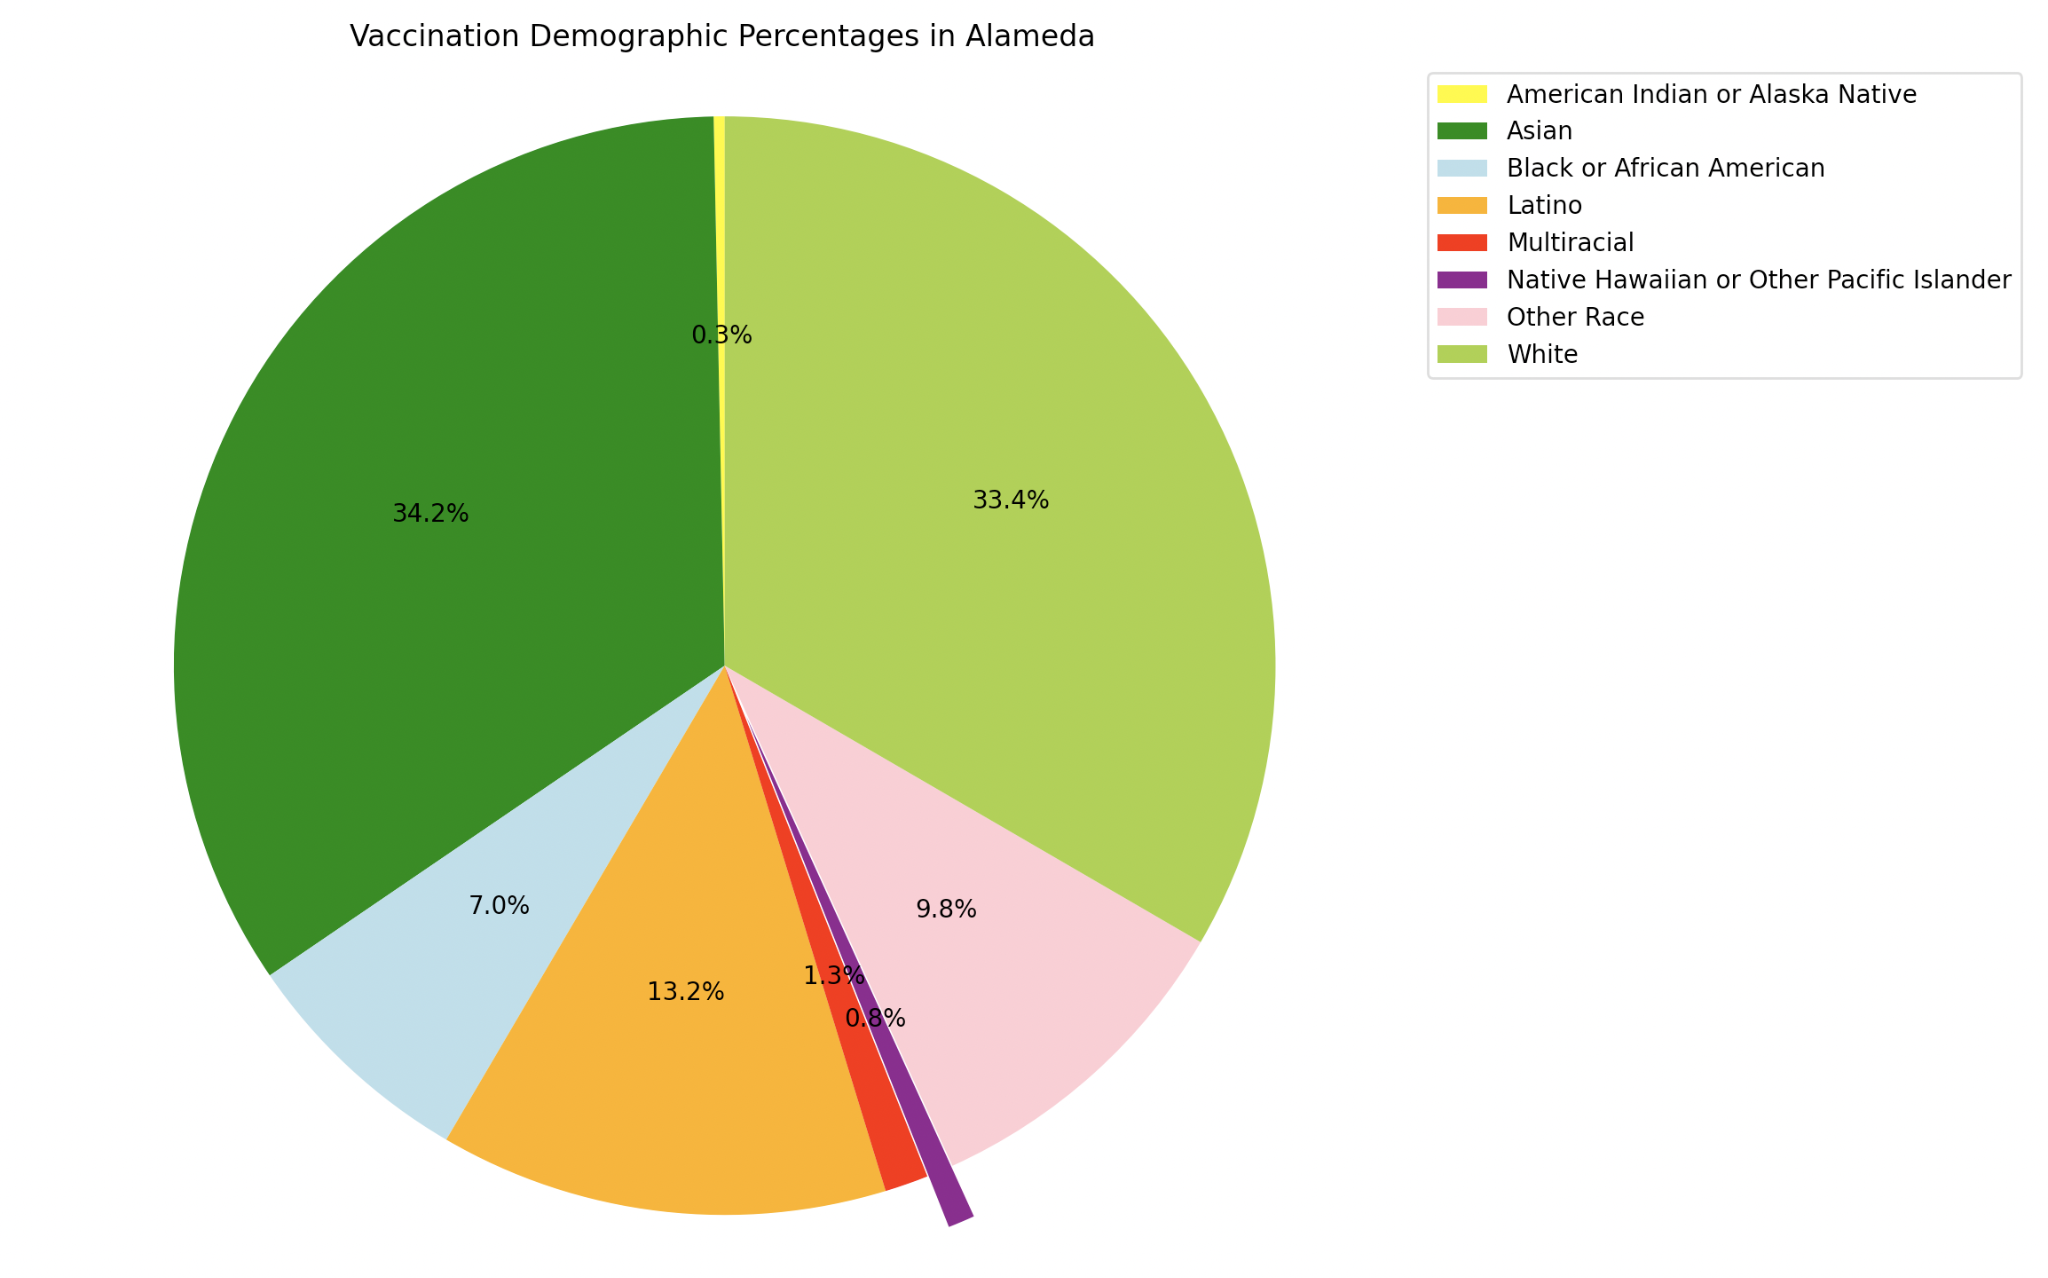 Vaccination Demographic Percentages in Alameda
American Indian or Alaska Native
Asian
Black or African American
Latino
Multiracial
Native Hawaiian or Other Pacific Islander
Other Race
White
0.3%
34.2%
33.4%
7.0%
9.8%
13.2%
1.3%
0.8%